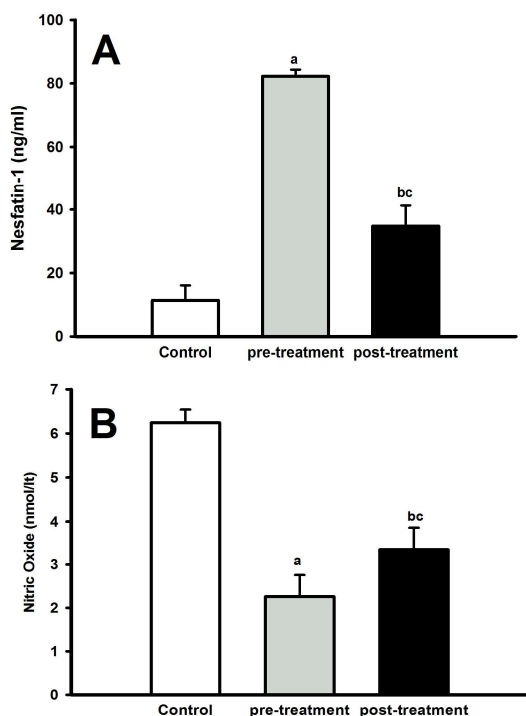 A
Nesfatin-1 (ng/ml)
100
80
60
40
20
0
a
bc
Control pre-treatment post-treatment
B
Nitric Oxide (nmol/lt)
7
6
5
4
3
2
1
0
a
bc
Control pre-treatment post-treatment